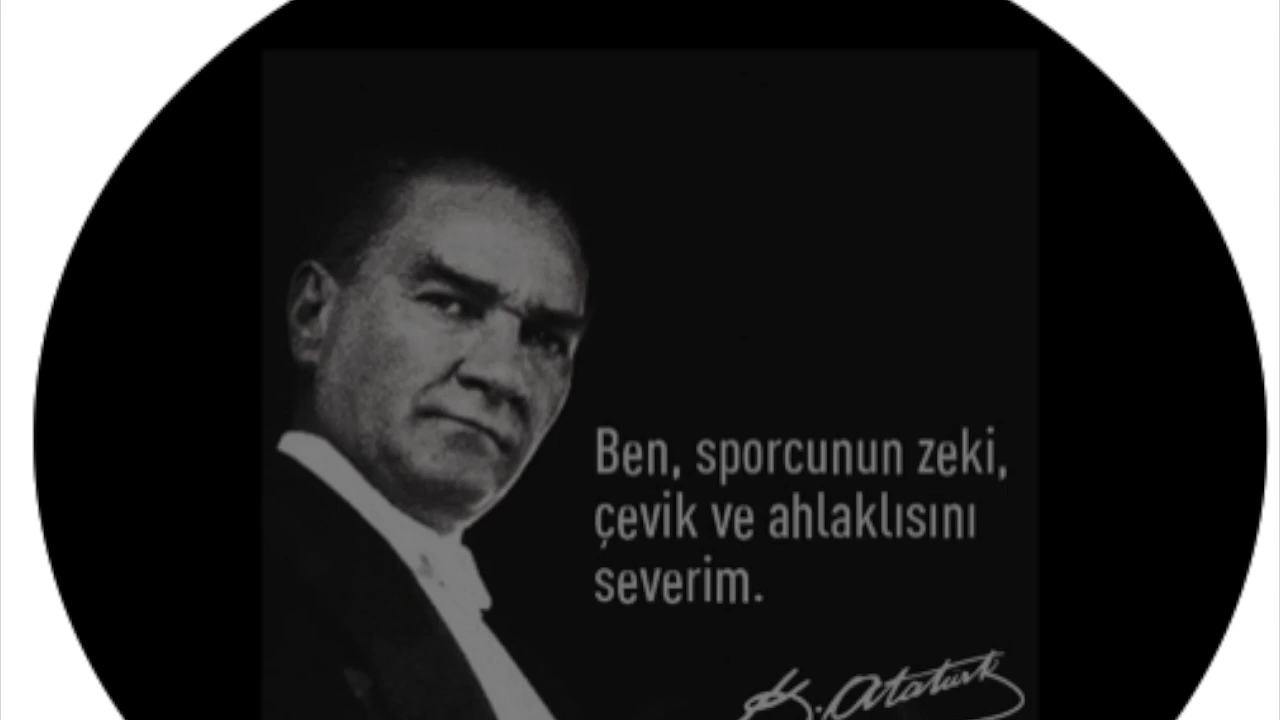 Ben, sporcunun zeki,
çevik ve ahlaklısını
severim.
K. Atatürk